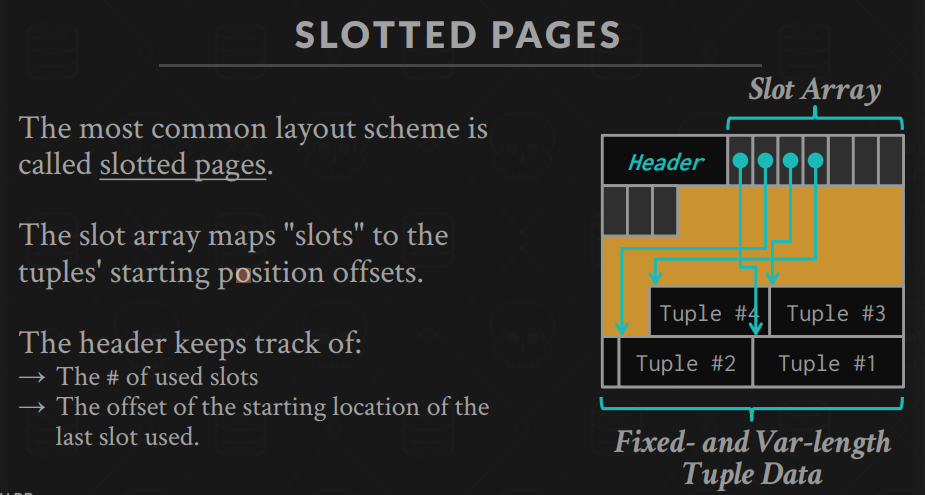 SLOTTED PAGES
The most common layout scheme is
called slotted pages.
The slot array maps "slots" to the
tuples' starting position offsets.
The header keeps track of:
→ The # of used slots
→ The offset of the starting location of the
last slot used.
Slot Array
Header
Tuple #4 Tuple #3
Tuple #2 Tuple #1
Fixed- and Var-length
Tuple Data